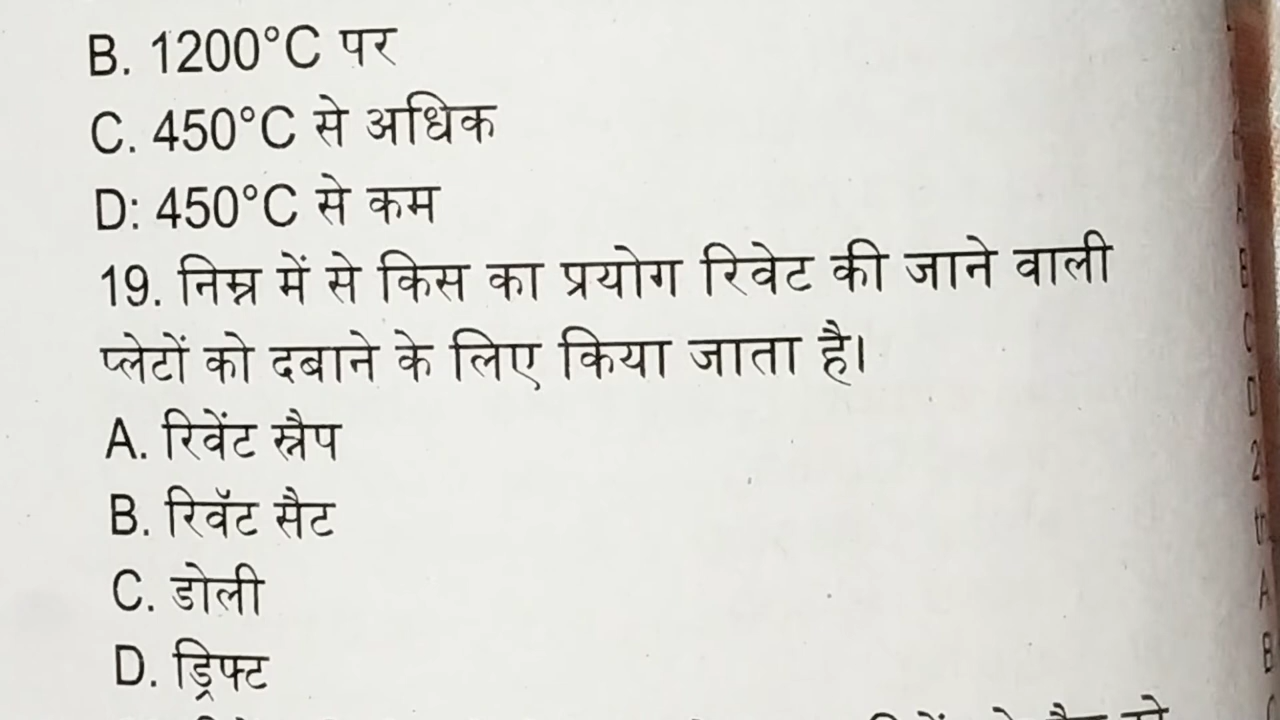 B. 1200°C पर
C. 450°C से अधिक
D: 450°C से कम
19. निम्न में से किस का प्रयोग रिवेट की जाने वाली
प्लेटों को दबाने के लिए किया जाता है।
A. रिवेंट स्नैप
B. रिवॅट सैट
C. डोली
D. ड्रिफ्ट